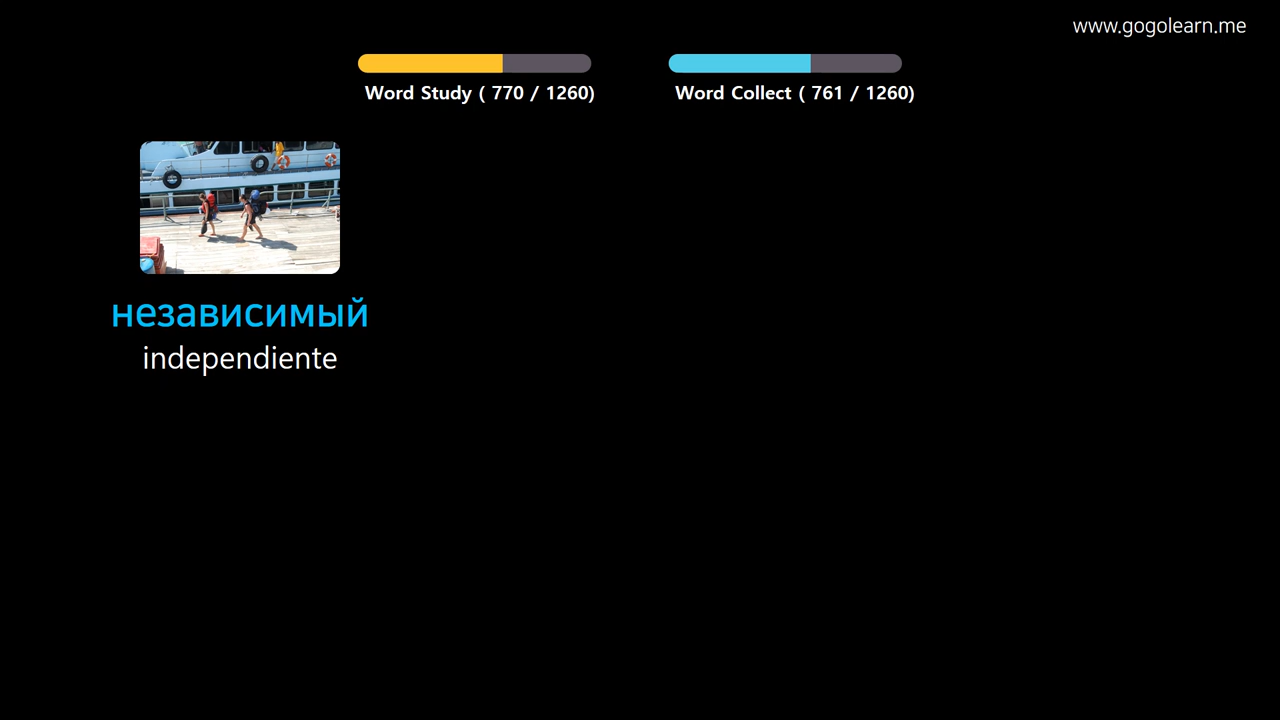 www.gogolearn.me
Word Study ( 770 / 1260)
Word Collect ( 761 / 1260)
независимый
independiente